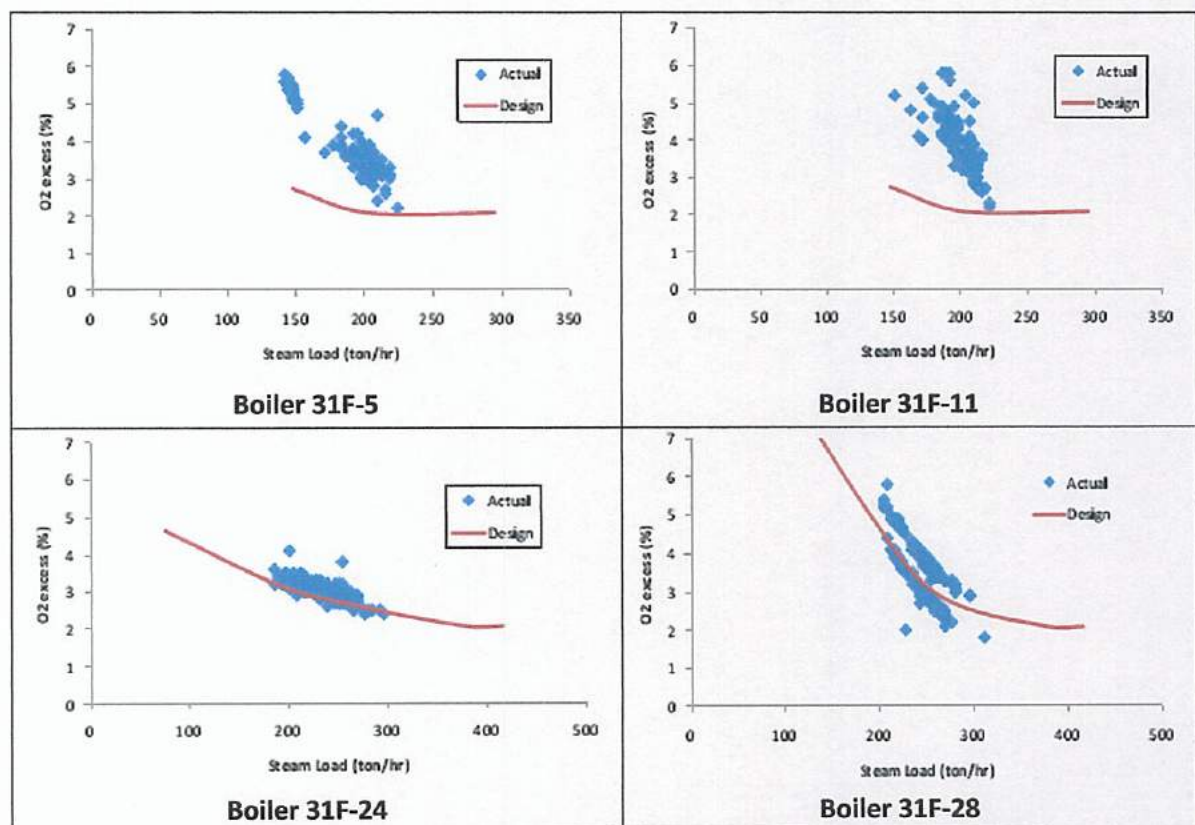 7
6
5
4
3
2
1
0
O2 excess (%)
Actual
Design
0 50 100 150 200 250 300 350
Steam Load (ton/hr)
Boiler 31F-5
7
6
5
4
3
2
1
0
O2 excess (%)
Actual
Design
0 50 100 150 200 250 300 350
Steam Load (ton/hr)
Boiler 31F-11
7
6
5
4
3
2
1
0
O2 excess (%)
Actual
Design
0 100 200 300 400 500
Steam Load (ton/hr)
Boiler 31F-24
7
6
5
4
3
2
1
0
O2 excess (%)
Actual
Design
0 100 200 300 400 500
Steam Load (ton/hr)
Boiler 31F-28